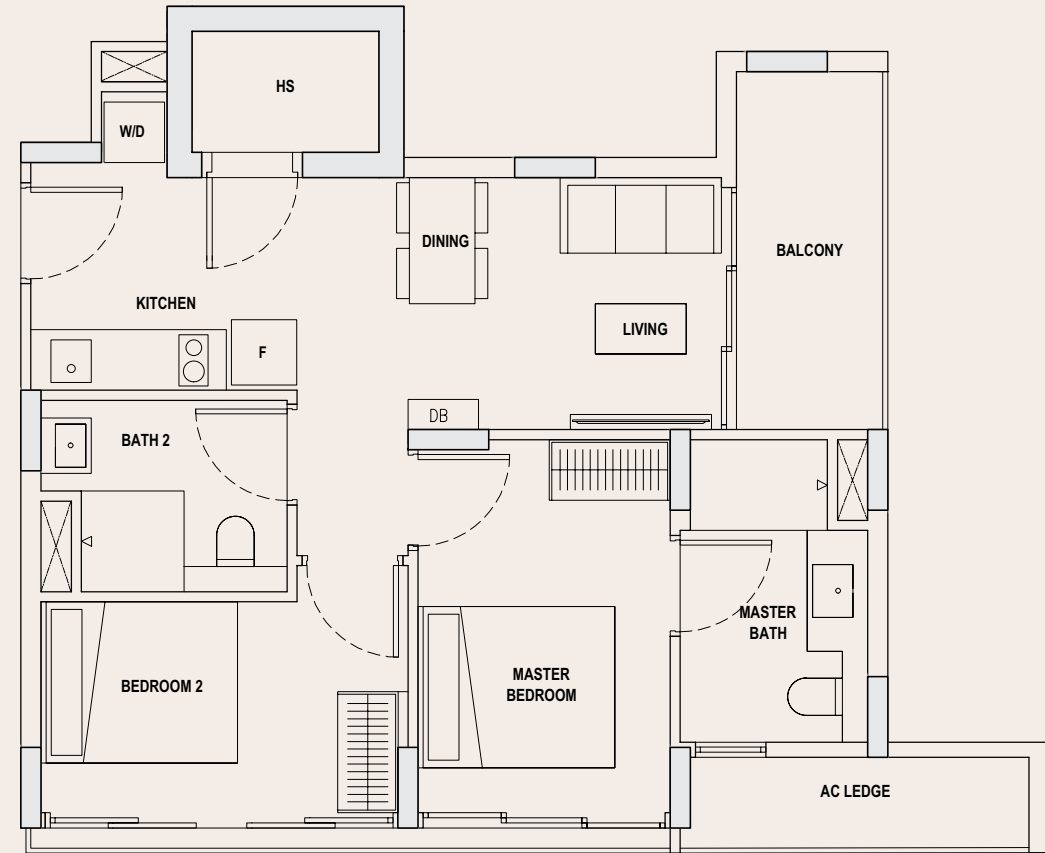 HS
W/D
DINING
BALCONY
KITCHEN
LIVING
F
DB
BATH 2
MASTER
BATH
MASTER
BEDROOM
BEDROOM 2
AC LEDGE